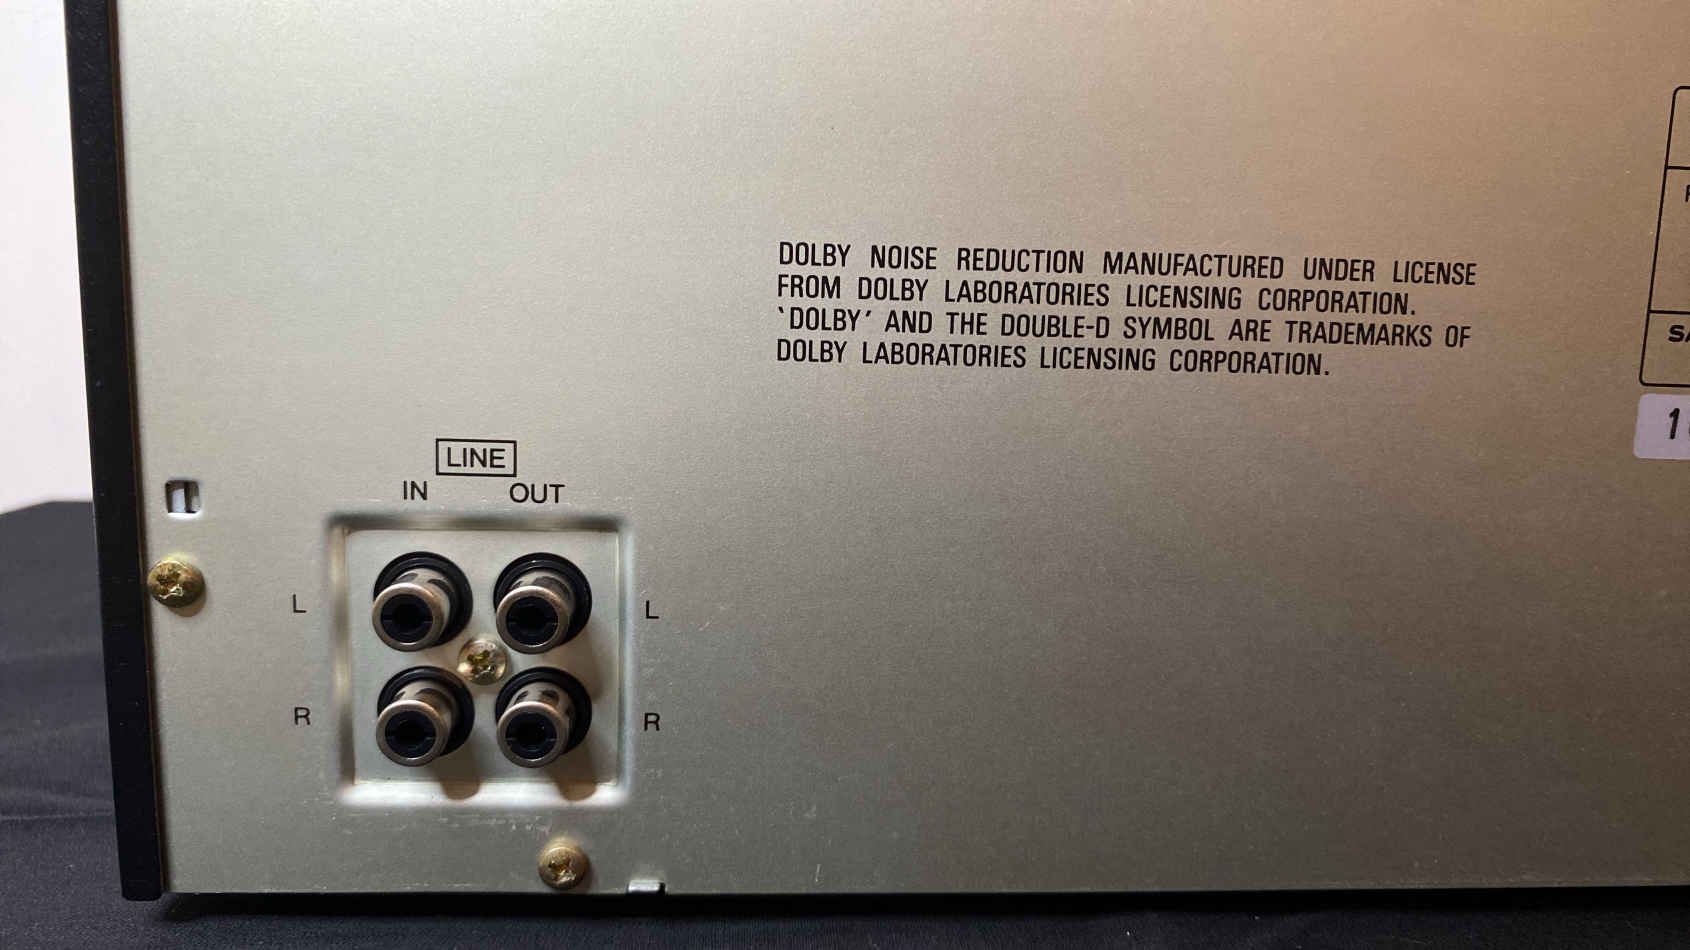 DOLBY NOISE REDUCTION MANUFACTURED UNDER LICENSE
FROM DOLBY LABORATORIES LICENSING CORPORATION.
‵DOLBY′ AND THE DOUBLE-D SYMBOL ARE TRADEMARKS OF
DOLBY LABORATORIES LICENSING CORPORATION.
LINE
IN OUT
L L
R R